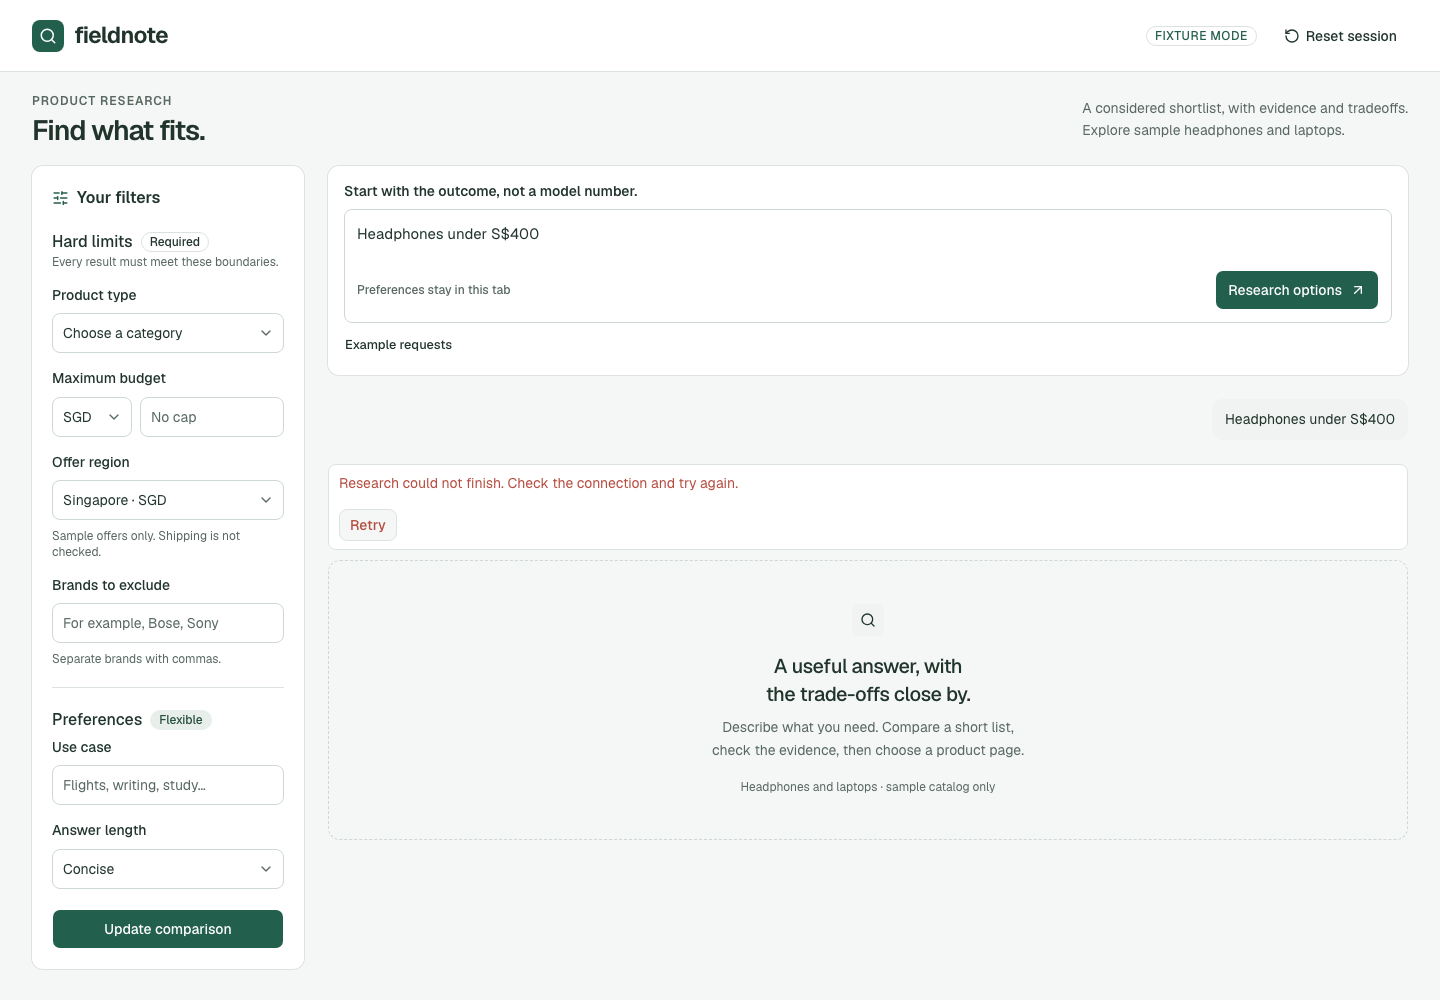 fieldnote
FIXTURE MODE
Reset session
PRODUCT RESEARCH
Find what fits.
A considered shortlist, with evidence and tradeoffs.
Explore sample headphones and laptops.
Your filters
Hard limits Required
Every result must meet these boundaries.
Product type
Choose a category
Maximum budget
SGD No cap
Offer region
Singapore · SGD
Sample offers only. Shipping is not
checked.
Brands to exclude
For example, Bose, Sony
Separate brands with commas.
Preferences Flexible
Use case
Flights, writing, study…
Answer length
Concise
Update comparison
Start with the outcome, not a model number.
Headphones under S$400
Preferences stay in this tab
Research options
Example requests
Headphones under S$400
Research could not finish. Check the connection and try again.
Retry
A useful answer, with
the trade-offs close by.
Describe what you need. Compare a short list,
check the evidence, then choose a product page.
Headphones and laptops · sample catalog only